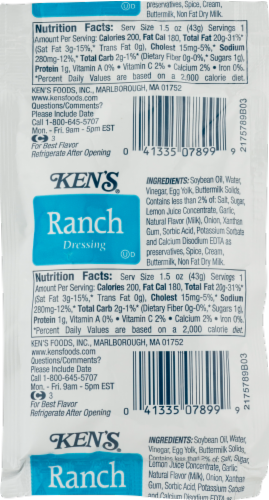 preservatives, Spice, Cream,
Buttermilk, Non Fat Dry Milk.
Nutrition Facts: Serv Size 1.5 oz (43g) Servings 1
Amount Per Serving: Calories 200, Fat Cal 180, Total Fat 20g-31%*
(Sat Fat 3g-15%,* Trans Fat 0g), Cholest 15mg-5%,* Sodium
280mg-12%,* Total Carb 2g-1%* (Dietary Fiber 0g-0%,* Sugars 1g),
Protein 1g, Vitamin A 0% • Vitamin C 2% • Calcium 2% • Iron 0%.
*Percent Daily Values are based on a 2,000 calorie diet.
KEN'S FOODS, INC., MARLBOROUGH, MA 01752
www.kensfoods.com
Questions/Comments?
Please Include Date
Call 1-800-645-5707
Mon. - Fri. 9am - 5pm EST
3
For Best Flavor
Refrigerate After Opening
0 41335 07899 9
2175789B03
KEN'S
Ranch
Dressing
INGREDIENTS: Soybean Oil, Water,
Vinegar, Egg Yolk, Buttermilk Solids,
Contains less than 2% of: Salt, Sugar,
Lemon Juice Concentrate, Garlic,
Natural Flavor (Milk), Onion, Xanthan
Gum, Sorbic Acid, Potassium Sorbate
and Calcium Disodium EDTA as
preservatives, Spice, Cream,
Buttermilk, Non Fat Dry Milk.
Nutrition Facts: Serv Size 1.5 oz (43g) Servings 1
Amount Per Serving: Calories 200, Fat Cal 180, Total Fat 20g-31%*
(Sat Fat 3g-15%,* Trans Fat 0g), Cholest 15mg-5%,* Sodium
280mg-12%,* Total Carb 2g-1%* (Dietary Fiber 0g-0%,* Sugars 1g),
Protein 1g, Vitamin A 0% • Vitamin C 2% • Calcium 2% • Iron 0%.
*Percent Daily Values are based on a 2,000 calorie diet.
KEN'S FOODS, INC., MARLBOROUGH, MA 01752
www.kensfoods.com
Questions/Comments?
Please Include Date
Call 1-800-645-5707
Mon. - Fri. 9am - 5pm EST
3
For Best Flavor
Refrigerate After Opening
0 41335 07899 9
2175789B03
KEN'S
Ranch
INGREDIENTS: Soybean Oil, Water,
Vinegar, Egg Yolk, Buttermilk Solids,
Contains less than 2% of: Salt, Sugar,
Lemon Juice Concentrate, Garlic,
Natural Flavor (Milk), Onion, Xanthan
Gum, Sorbic Acid, Potassium Sorbate
and Calcium Disodium EDTA as